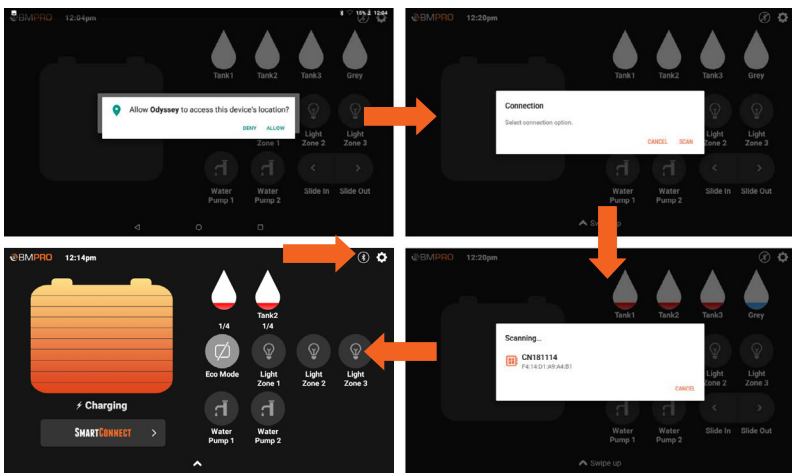 BMPRO 12:04pm
18% 12:04
Tank1 Tank2 Tank3 Grey
Allow Odyssey to access this device's location?
DENY ALLOW
Light Zone 1
Light Zone 2
Light Zone 3
Water Pump 1
Water Pump 2
Slide In
Slide Out
BMPRO 12:20pm
Tank1 Tank2 Tank3 Grey
Connection
Select connection option.
CANCEL SCAN
Light Zone 2
Light Zone 3
Water Pump 1
Water Pump 2
Slide In
Slide Out
BMPRO 12:14pm
Tank2
1/4 1/4
Eco Mode
Light Zone 1
Light Zone 2
Light Zone 3
Charging
SMARTCONNECT >
Water Pump 1
Water Pump 2
BMPRO 12:20pm
Tank1 Tank2 Tank3 Grey
Scanning...
CN181114
F4:14:D1:A9:A4:B1
CANCEL
Light Zone 2
Light Zone 3
Water Pump 1
Water Pump 2
Slide In
Slide Out
Swipe up